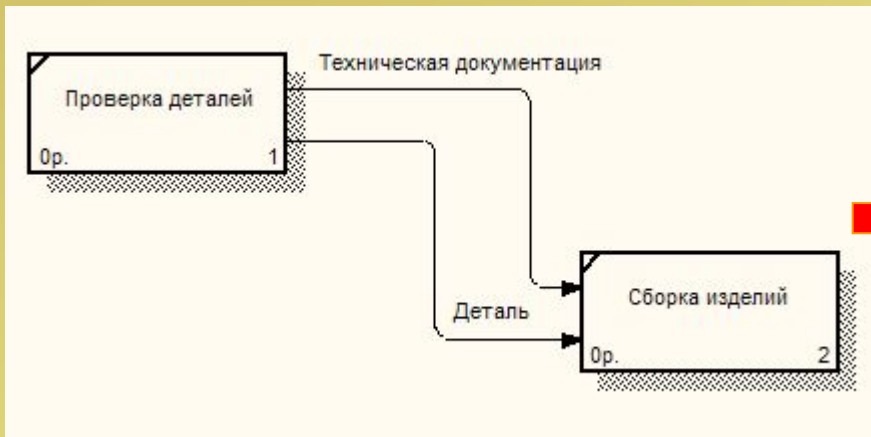 Техническая документация
Проверка деталей
0р. 1
Деталь
Сборка изделий
0р. 2